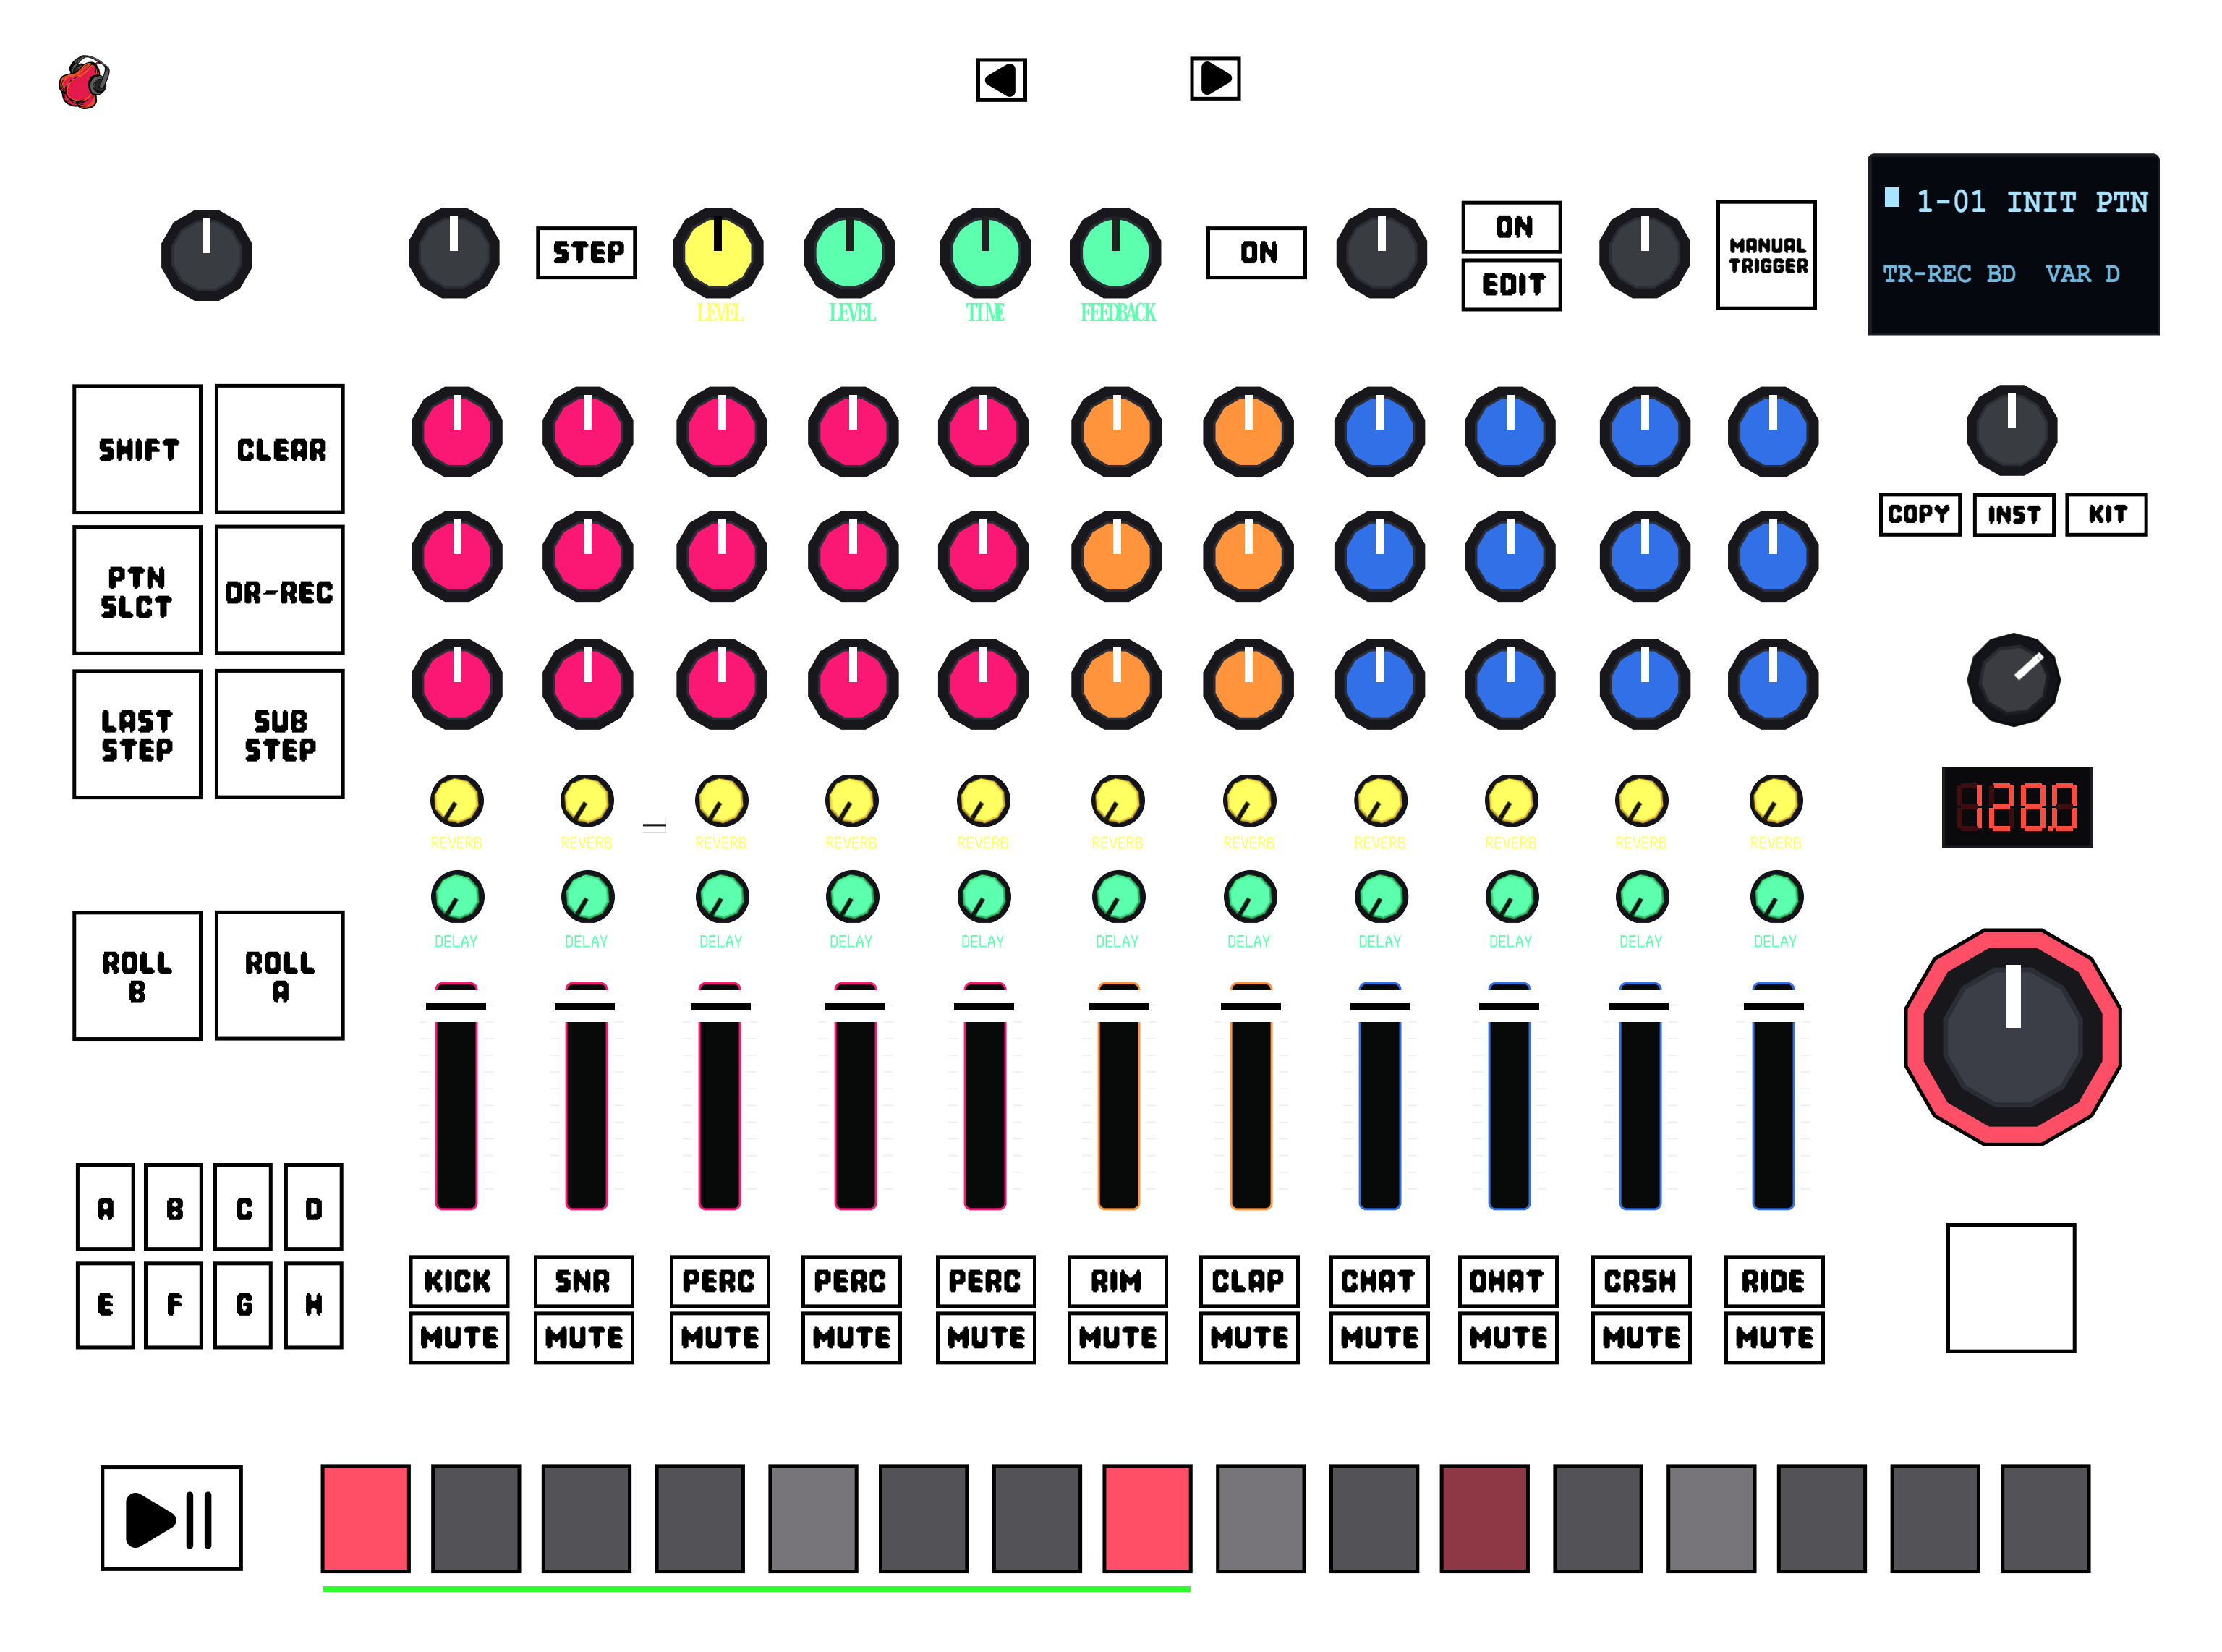 1-01 INIT PTN
TR-REC BD VAR D
STEP
ON
ON
EDIT
MANUAL
TRIGGER
LEVEL
LEVEL
TIME
FEEDBACK
SHIFT
CLEAR
COPY
INST
KIT
PTN
SLCT
DR-REC
LAST
STEP
SUB
STEP
128.0
REVERB REVERB REVERB REVERB REVERB REVERB REVERB REVERB REVERB REVERB REVERB
DELAY DELAY DELAY DELAY DELAY DELAY DELAY DELAY DELAY DELAY DELAY
ROLL
B
ROLL
A
A B C D
E F G H
KICK SNR PERC PERC PERC RIM CLAP CHAT OHAT CRSH RIDE
MUTE MUTE MUTE MUTE MUTE MUTE MUTE MUTE MUTE MUTE MUTE